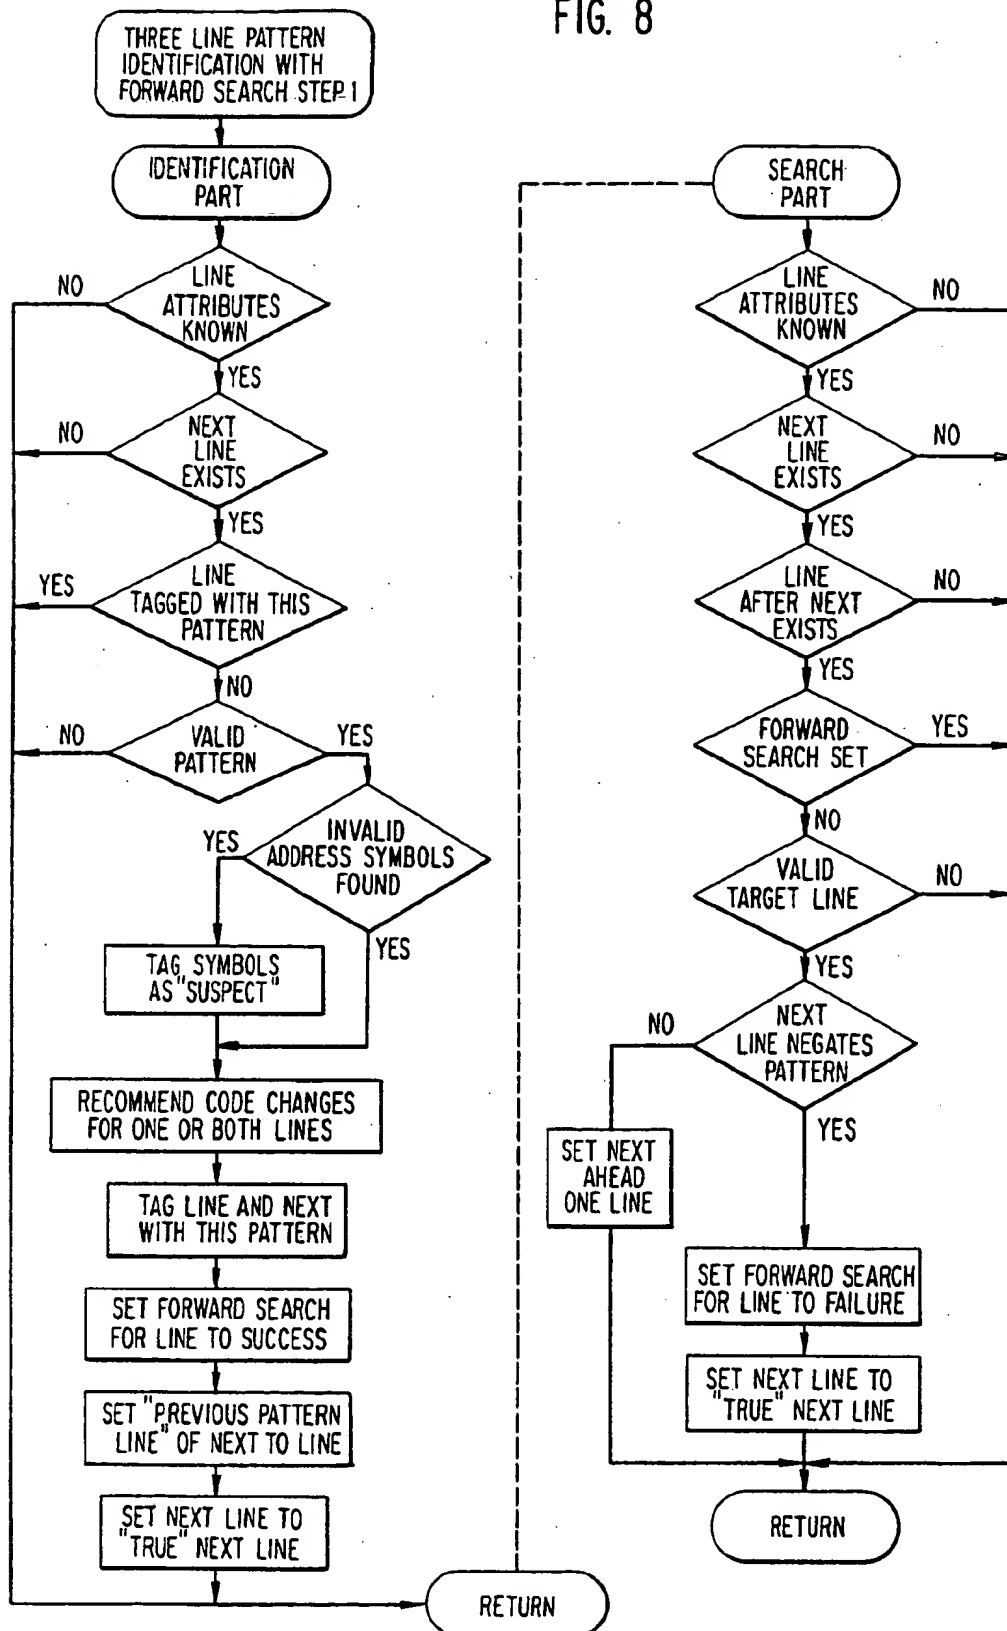 FIG. 8
THREE LINE PATTERN
IDENTIFICATION WITH
FORWARD SEARCH STEP 1
IDENTIFICATION
PART
LINE
ATTRIBUTES
KNOWN
NO
YES
NEXT
LINE
EXISTS
NO
YES
LINE
TAGGED WITH THIS
PATTERN
YES
NO
VALID
PATTERN
NO
YES
INVALID
ADDRESS SYMBOLS
FOUND
YES
YES
TAG SYMBOLS
AS "SUSPECT"
RECOMMEND CODE CHANGES
FOR ONE OR BOTH LINES
TAG LINE AND NEXT
WITH THIS PATTERN
SET FORWARD SEARCH
FOR LINE TO SUCCESS
SET "PREVIOUS PATTERN
LINE" OF NEXT TO LINE
SET NEXT LINE TO
"TRUE" NEXT LINE
RETURN
SEARCH
PART
LINE
ATTRIBUTES
KNOWN
NO
YES
NEXT
LINE
EXISTS
NO
YES
LINE
AFTER NEXT
EXISTS
NO
YES
FORWARD
SEARCH SET
YES
NO
VALID
TARGET LINE
NO
YES
NEXT
LINE NEGATES
PATTERN
NO
YES
SET NEXT
AHEAD
ONE LINE
SET FORWARD SEARCH
FOR LINE TO FAILURE
SET NEXT LINE TO
"TRUE" NEXT LINE
RETURN